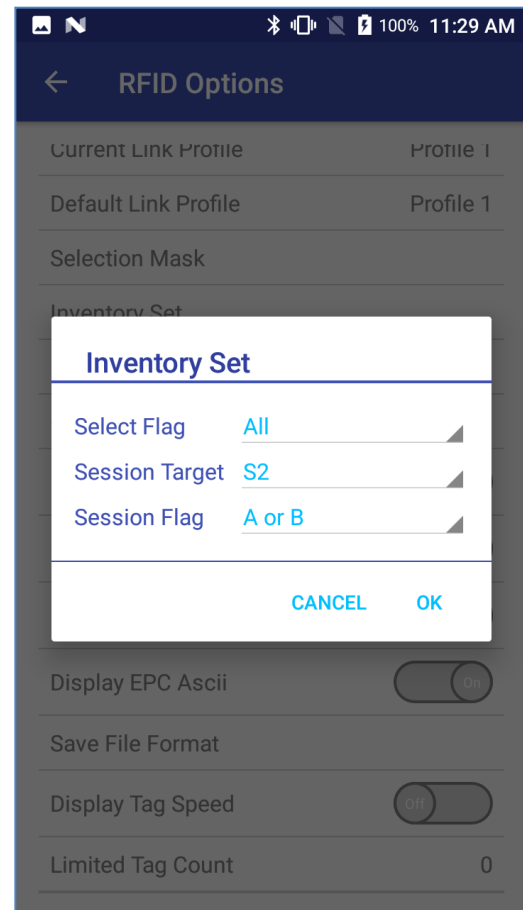 100% 11:29 AM
RFID Options
Current Link Profile Profile 1
Default Link Profile Profile 1
Selection Mask
Inventory Set
Inventory Set
Select Flag All
Session Target S2
Session Flag A or B
CANCEL OK
Display EPC Ascii On
Save File Format
Display Tag Speed Off
Limited Tag Count 0